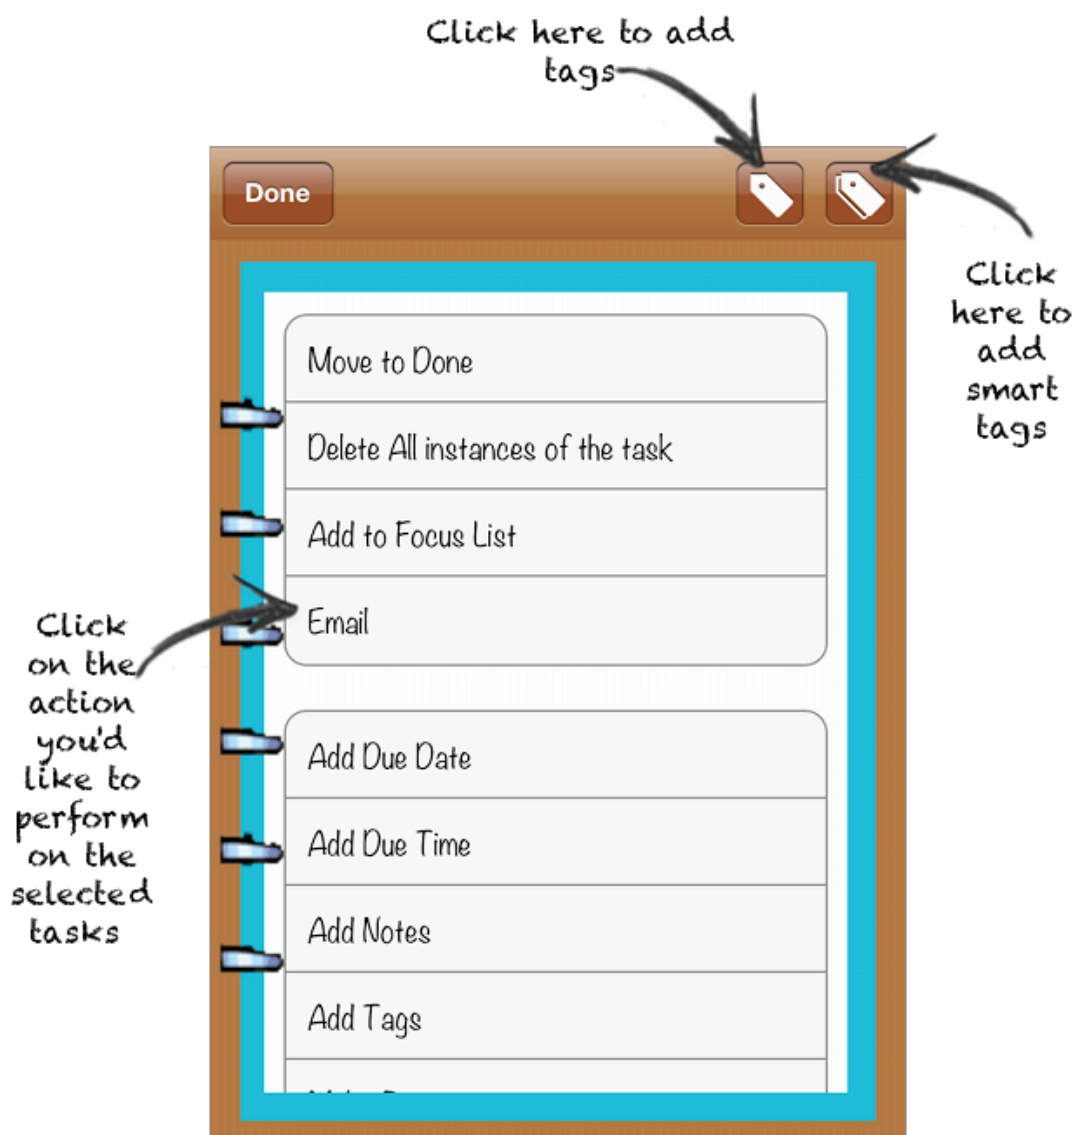 Click here to add
tags
Done
Click
here to
add
smart
tags
Move to Done
Delete All instances of the task
Add to Focus List
Email
Click
on the
action
you'd
like to
perform
on the
selected
tasks
Add Due Date
Add Due Time
Add Notes
Add Tags